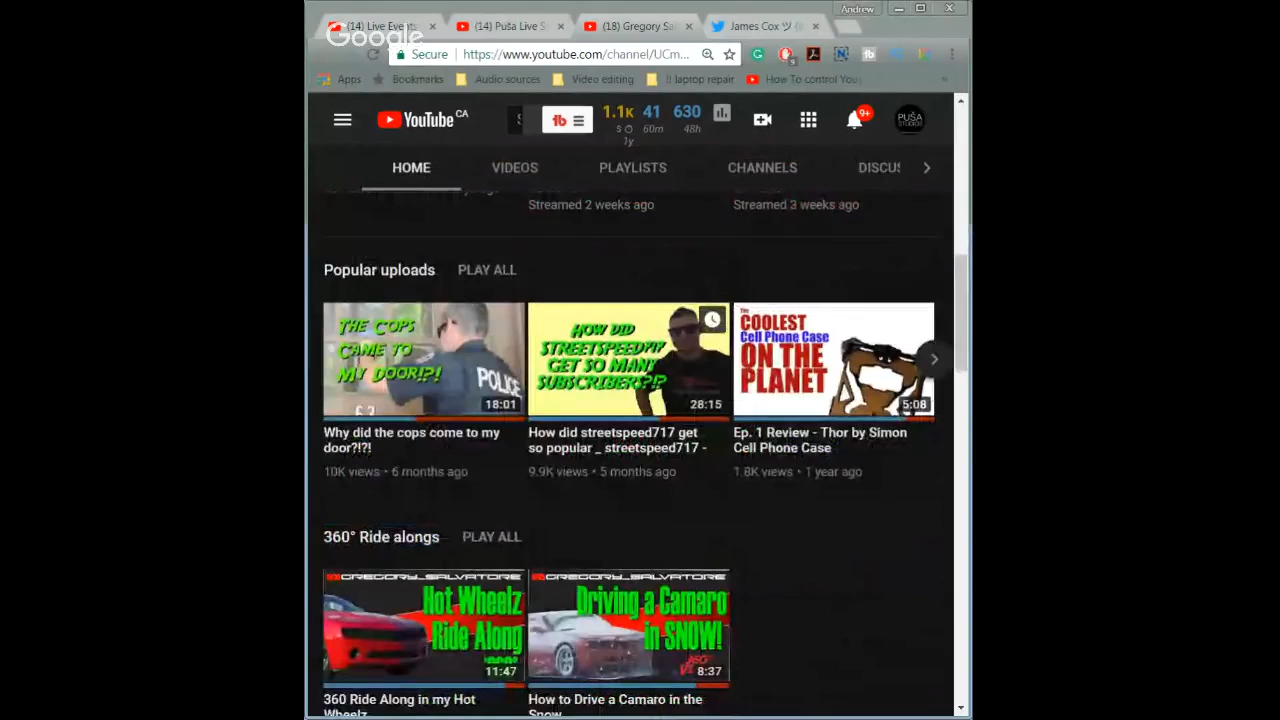 Andrew
(14) Live Events
(14) Puša Live S
(18) Gregory Sal
James Cox ツ
Google
Secure
https://www.youtube.com/channel/UCm...
Apps
Bookmarks
Audio sources
Video editing
!! laptop repair
How To control You
YouTube CA
1.1K 41 630
60m 48h
1y
9+
PUŠA
STUDIOS
HOME VIDEOS PLAYLISTS CHANNELS DISCUS
Streamed 2 weeks ago
Streamed 3 weeks ago
Popular uploads PLAY ALL
THE COPS
CAME TO
MY DOOR!?!
POLICE
18:01
HOW DID
STREETSPEED717
GET SO MANY
SUBSCRIBERS?!?
28:15
The
COOLEST
Cell Phone Case
ON THE
PLANET
5:08
Why did the cops come to my
door?!?!
10K views • 6 months ago
How did streetspeed717 get
so popular _ streetspeed717 -
9.9K views • 5 months ago
Ep. 1 Review - Thor by Simon
Cell Phone Case
1.8K views • 1 year ago
360° Ride alongs PLAY ALL
GREGORY_SALVATORE
Hot Wheelz
Ride Along
11:47
GREGORY_SALVATORE
Driving a Camaro
in SNOW!
8:37
360 Ride Along in my Hot
Wheelz
How to Drive a Camaro in the
Snow